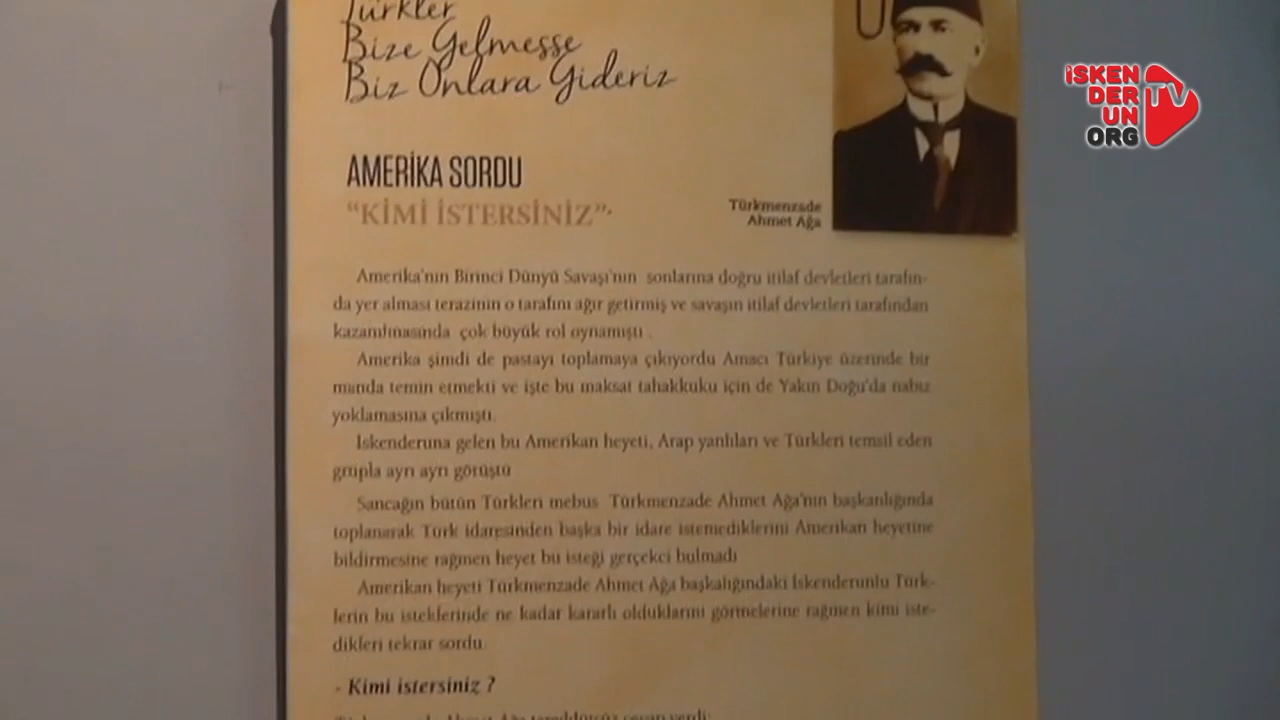 Türkler
Bize Gelmesse
Biz Onlara Gideriz
AMERİKA SORDU
“KİMİ İSTERSİNİZ”
Türkmenzade
Ahmet Ağa
Amerika'nın Birinci Dünyü Savaşı'nın sonlarına doğru itilaf devletleri tarafın-
da yer alması terazinin o tarafını ağır getirmiş ve savaşın itilaf devletleri tarafından
kazanılmasında çok büyük rol oynamıştı .
Amerika şimdi de pastayı toplamaya çıkıyordu Amacı Türkiye üzerinde bir
manda temin etmekti ve işte bu maksat tahakkuku için de Yakın Doğu'da nabız
yoklamasına çıkmıştı.
İskenderuna gelen bu Amerikan heyeti, Arap yanlıları ve Türkleri temsil eden
grupla ayrı ayrı görüştü
Sancağın bütün Türkleri mebus Türkmenzade Ahmet Ağa'nın başkanlığında
toplanarak Türk idaresinden başka bir idare istemediklerini Amerikan heyetine
bildirmesine rağmen heyet bu isteği gerçekci bulmadı
Amerikan heyeti Türkmenzade Ahmet Ağa başkalığındaki İskenderunlu Türk-
lerin bu isteklerinde ne kadar kararlı olduklarını görmelerine rağmen kimi iste-
dikleri tekrar sordu.
- Kimi istersiniz ?
Ahmet Ağa tereddütsüz cevap verdi:
İSKEN
DER
UN
ORG
TV